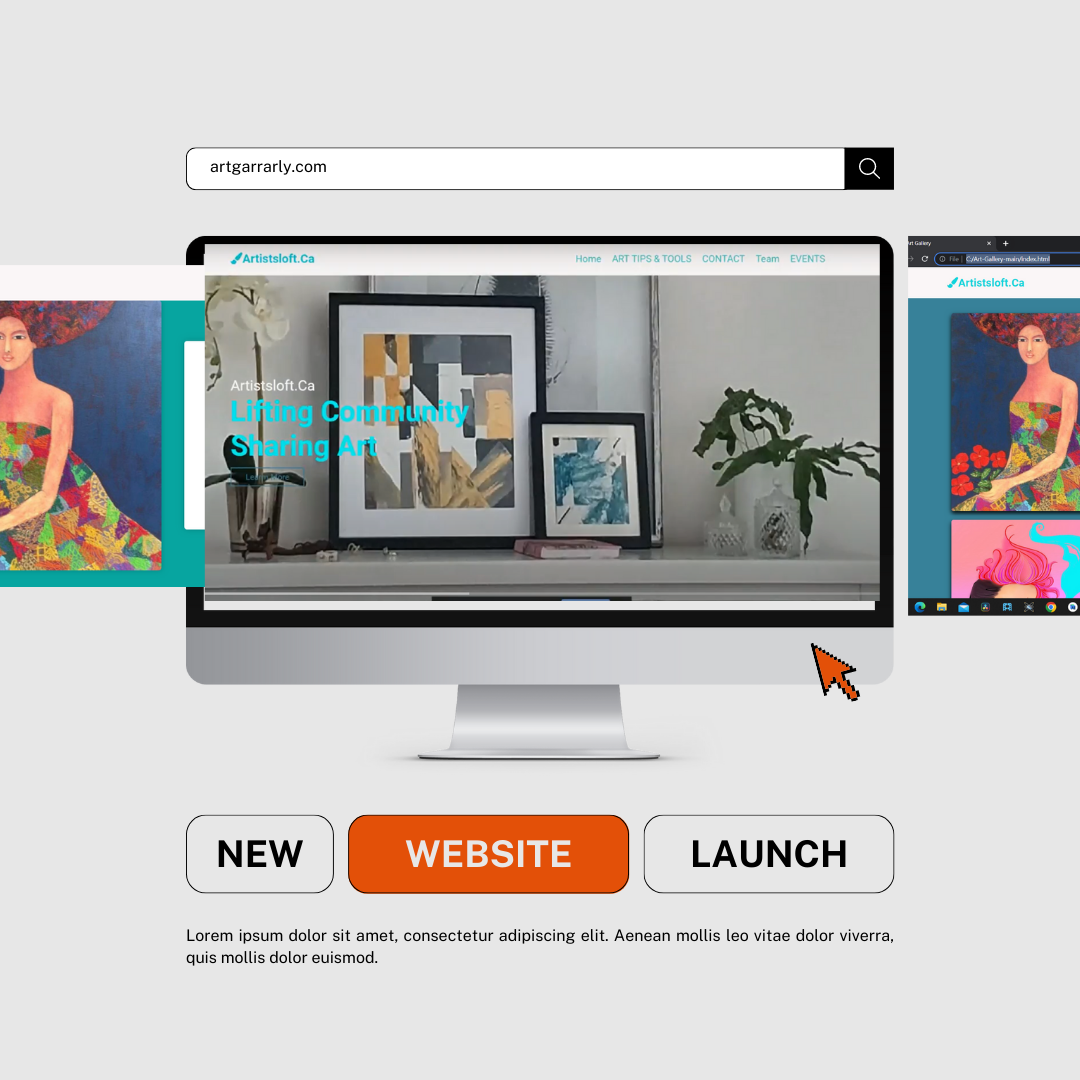 artgarrarly.com
Artistsloft.Ca
Home ART TIPS & TOOLS CONTACT Team EVENTS
Artistsloft.Ca
Lifting Community
Sharing Art
Learn More
Art Gallery
File C:/Art-Gallery-main/index.html
Artistsloft.Ca
NEW WEBSITE LAUNCH
Lorem ipsum dolor sit amet, consectetur adipiscing elit. Aenean mollis leo vitae dolor viverra,
quis mollis dolor euismod.